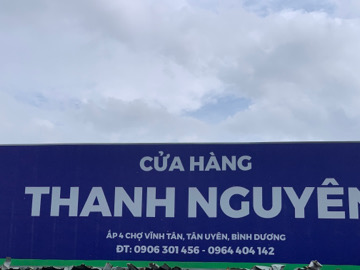 CỬA HÀNG
THANH NGUYÊN
ẤP 4 CHỢ VĨNH TÂN, TÂN UYÊN, BÌNH DƯƠNG
ĐT: 0906 301 456 - 0964 404 142